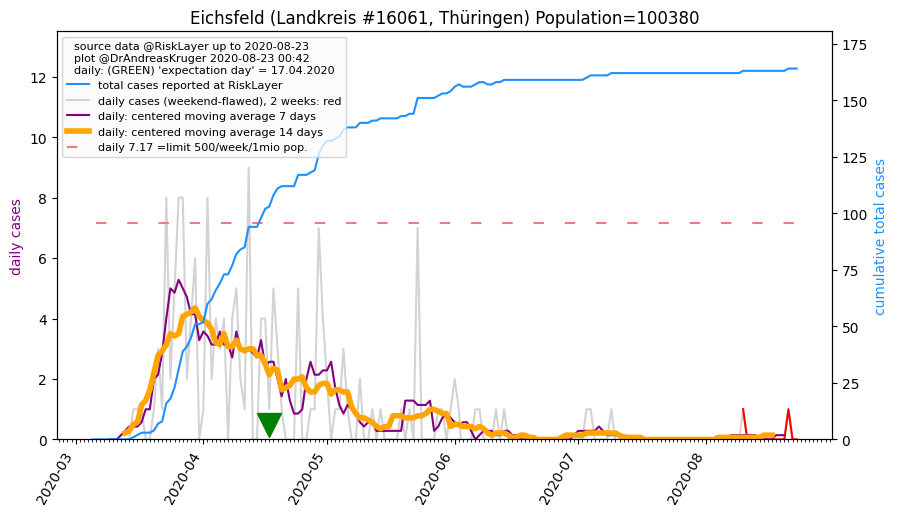 Eichsfeld (Landkreis #16061, Thüringen) Population=100380
source data @RiskLayer up to 2020-08-23
plot @DrAndreasKruger 2020-08-23 00:42
daily: (GREEN) 'expectation day' = 17.04.2020
total cases reported at RiskLayer
daily cases (weekend-flawed), 2 weeks: red
daily: centered moving average 7 days
daily: centered moving average 14 days
daily 7.17 =limit 500/week/1mio pop.
daily cases
12
10
8
6
4
2
0
cumulative total cases
175
150
125
100
75
50
25
0
2020-03
2020-04
2020-05
2020-06
2020-07
2020-08